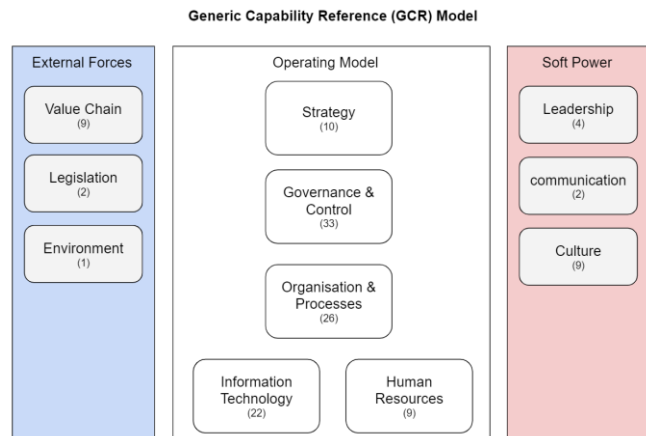 Generic Capability Reference (GCR) Model
External Forces
Value Chain
(9)
Legislation
(2)
Environment
(1)
Operating Model
Strategy
(10)
Governance &
Control
(33)
Organisation &
Processes
(26)
Information
Technology
(22)
Human
Resources
(9)
Soft Power
Leadership
(4)
communication
(2)
Culture
(9)